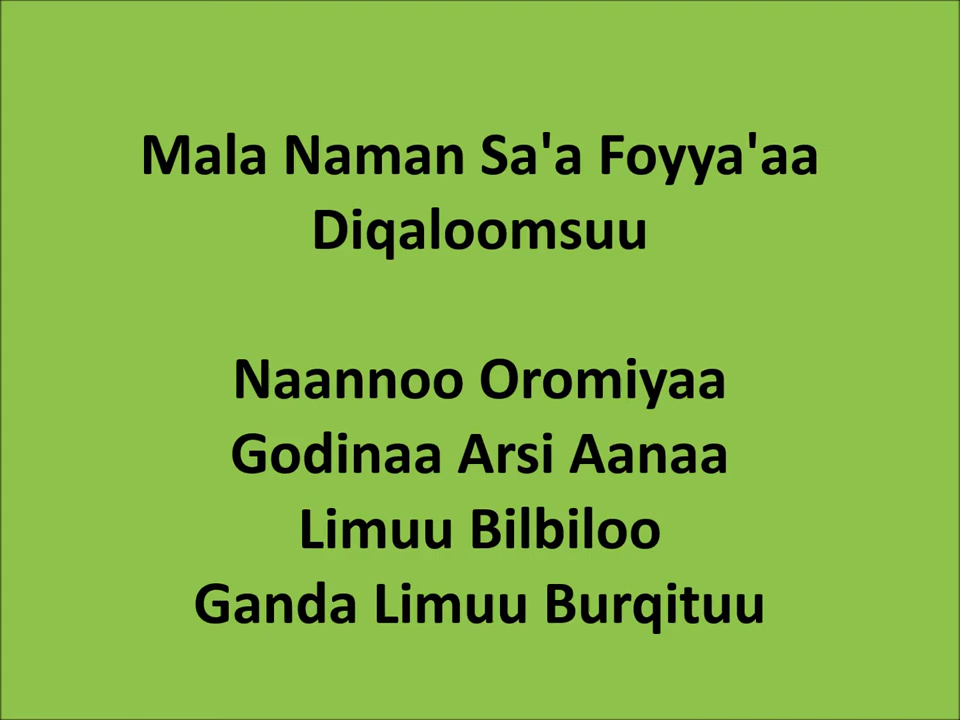 Mala Naman Sa'a Foyya'aa
Diqaloomsuu
Naannoo Oromiyaa
Godinaa Arsi Aanaa
Limuu Bilbiloo
Ganda Limuu Burqituu